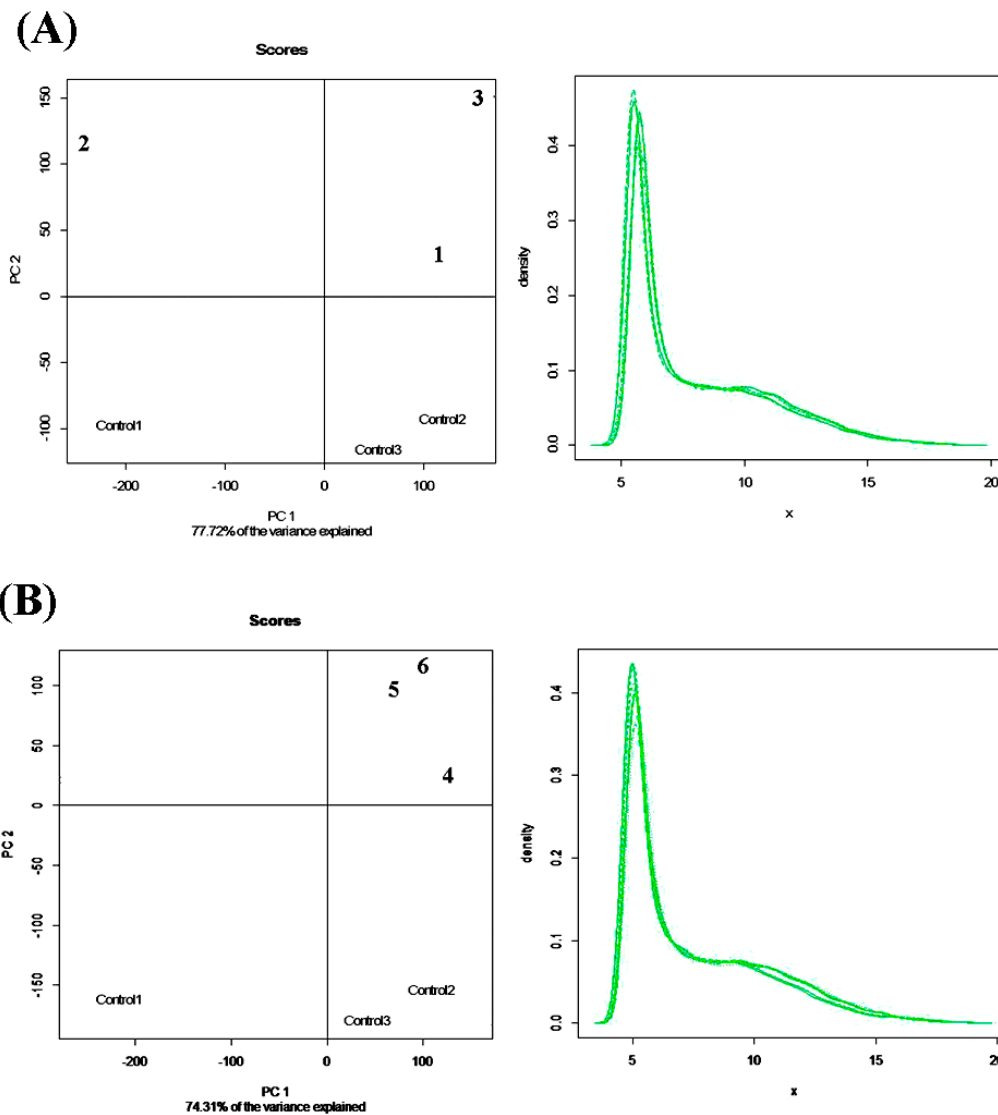 (A)
Scores
PC 2
150
100
50
0
-50
-100
2
3
1
Control1
Control2
Control3
-200
-100
0
100
PC 1
77.72% of the variance explained
density
0.4
0.3
0.2
0.1
0.0
5
10
15
20
x
(B)
Scores
PC 2
100
50
0
-50
-100
-150
6
5
4
Control1
Control2
Control3
-200
-100
0
100
PC 1
74.31% of the variance explained
density
0.4
0.3
0.2
0.1
0.0
5
10
15
20
x